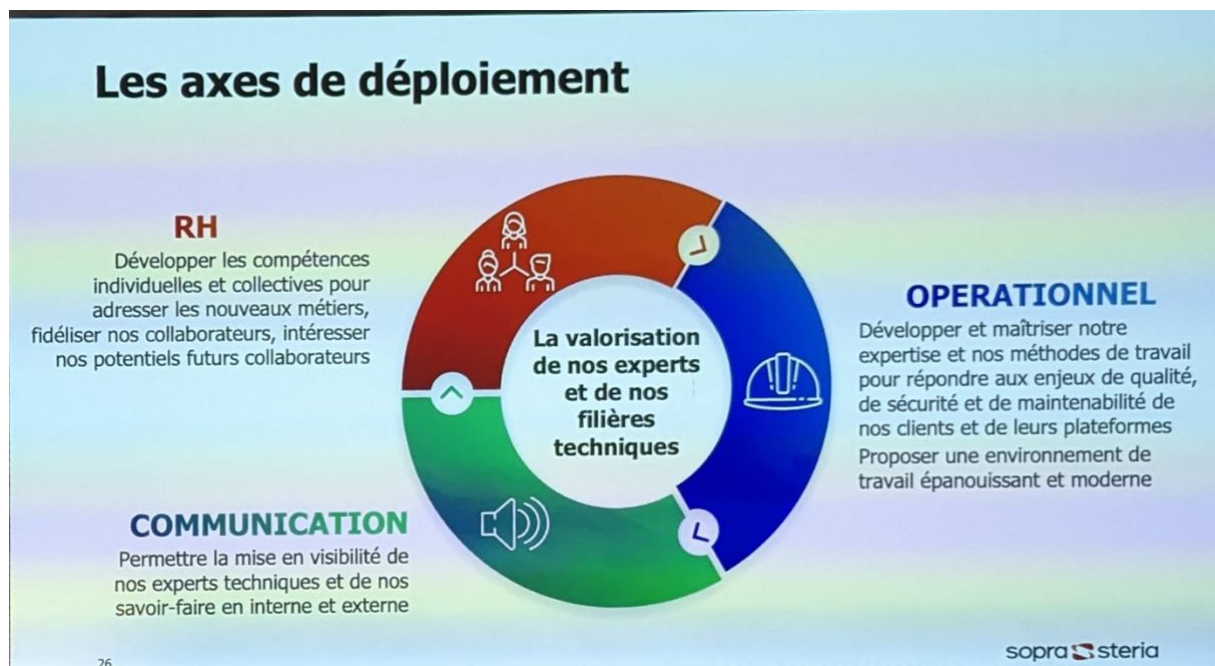 Les axes de déploiement
RH
Développer les compétences
individuelles et collectives pour
adresser les nouveaux métiers,
fidéliser nos collaborateurs, intéresser
nos potentiels futurs collaborateurs
La valorisation
de nos experts
et de nos
filières
techniques
OPERATIONNEL
Développer et maîtriser notre
expertise et nos méthodes de travail
pour répondre aux enjeux de qualité,
de sécurité et de maintenabilité de
nos clients et de leurs plateformes
Proposer une environnement de
travail épanouissant et moderne
COMMUNICATION
Permettre la mise en visibilité de
nos experts techniques et de nos
savoir-faire en interne et externe
26
sopra steria